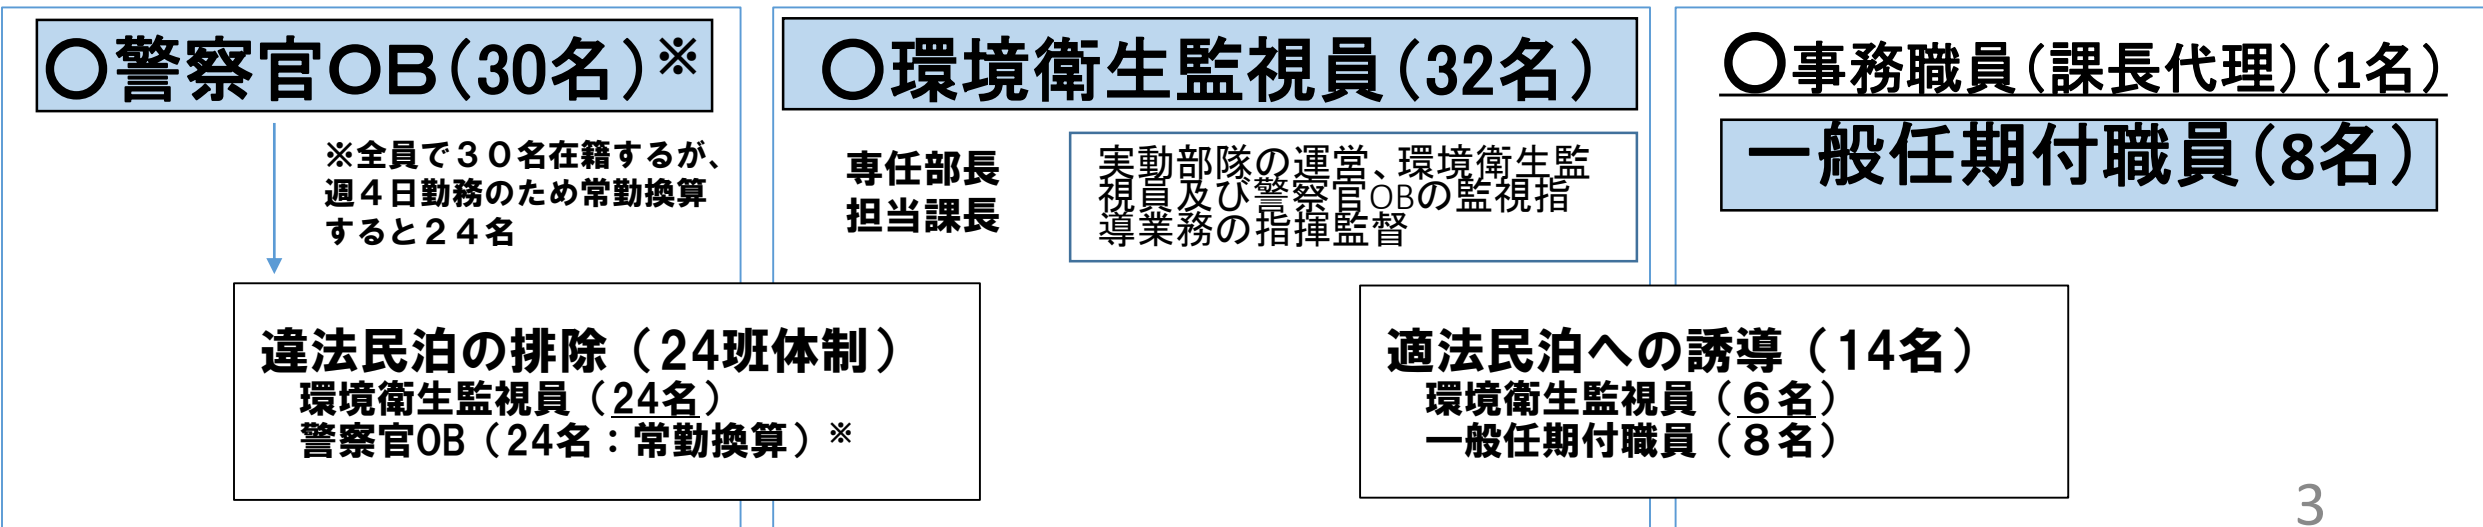 〇警察官OB(30名)※
※全員で３０名在籍するが、
週４日勤務のため常勤換算
すると２４名
〇環境衛生監視員(32名)
専任部長
担当課長
実動部隊の運営、環境衛生監
視員及び警察官OBの監視指
導業務の指揮監督
〇事務職員(課長代理)(1名)
一般任期付職員(8名)
違法民泊の排除（24班体制）
環境衛生監視員（24名）
警察官OB（24名：常勤換算）※
適法民泊への誘導（14名）
環境衛生監視員（６名）
一般任期付職員（８名）
3